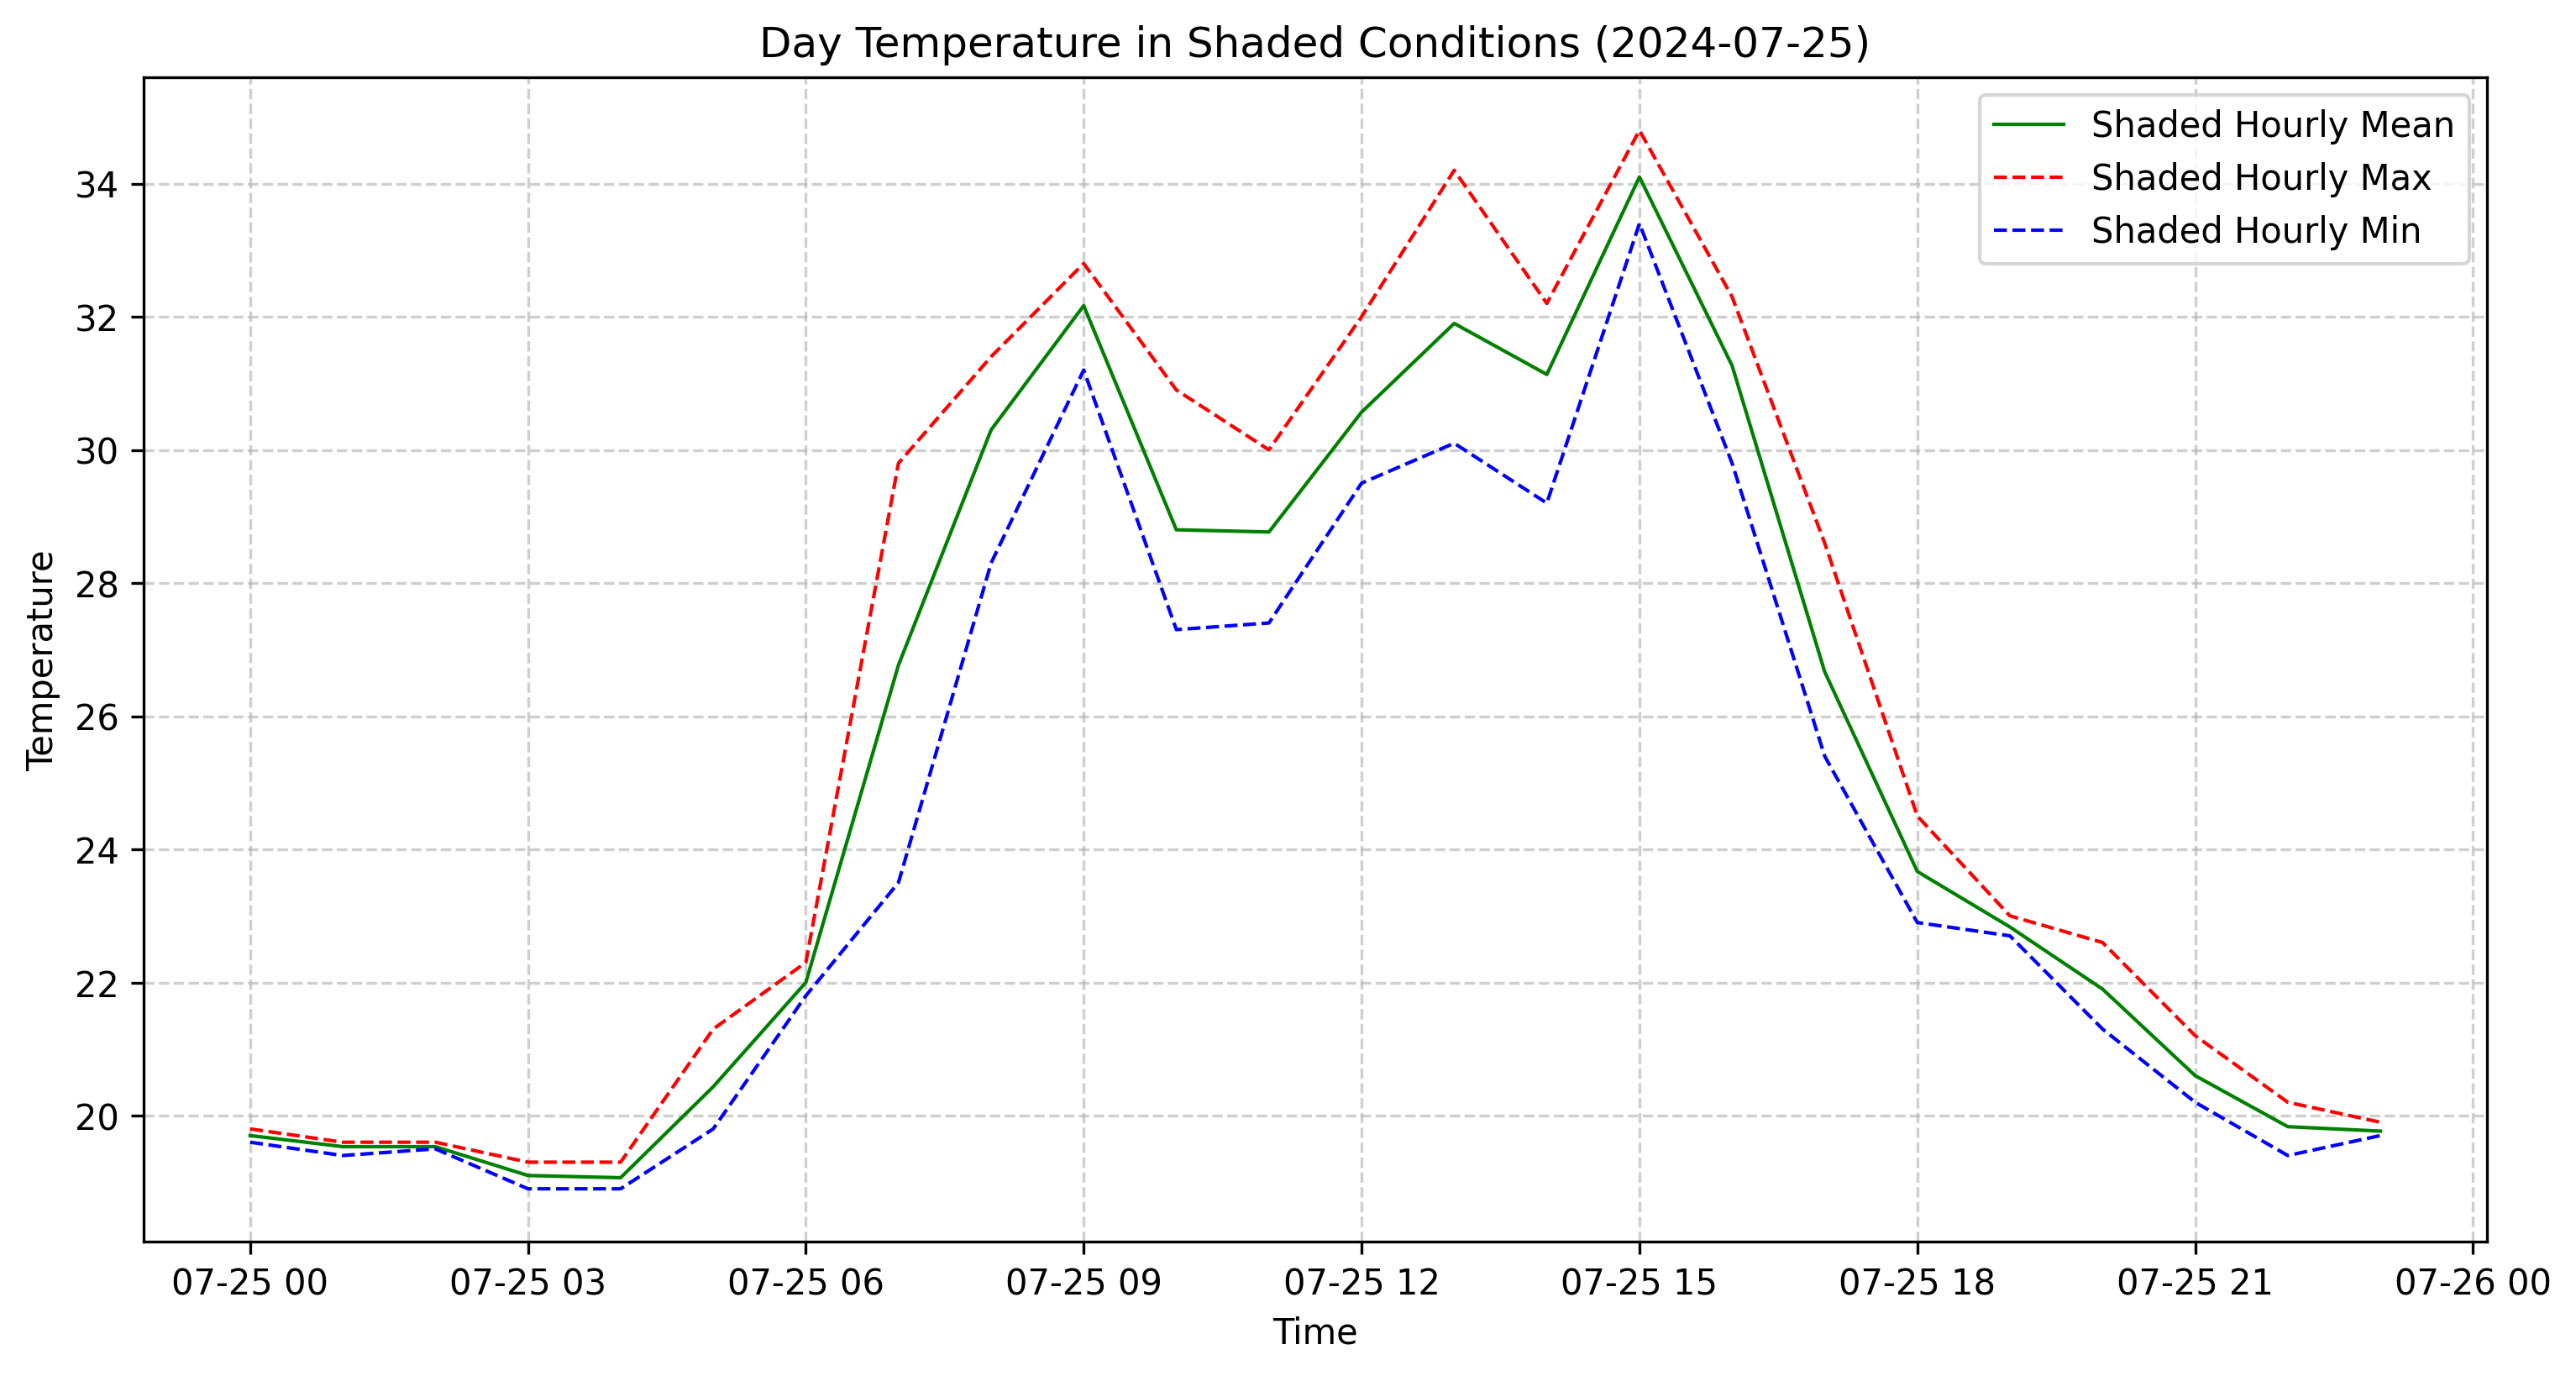 Day Temperature in Shaded Conditions (2024-07-25)
Shaded Hourly Mean
Shaded Hourly Max
Shaded Hourly Min
Temperature
34
32
30
28
26
24
22
20
07-25 00
07-25 03
07-25 06
07-25 09
07-25 12
07-25 15
07-25 18
07-25 21
07-26 00
Time